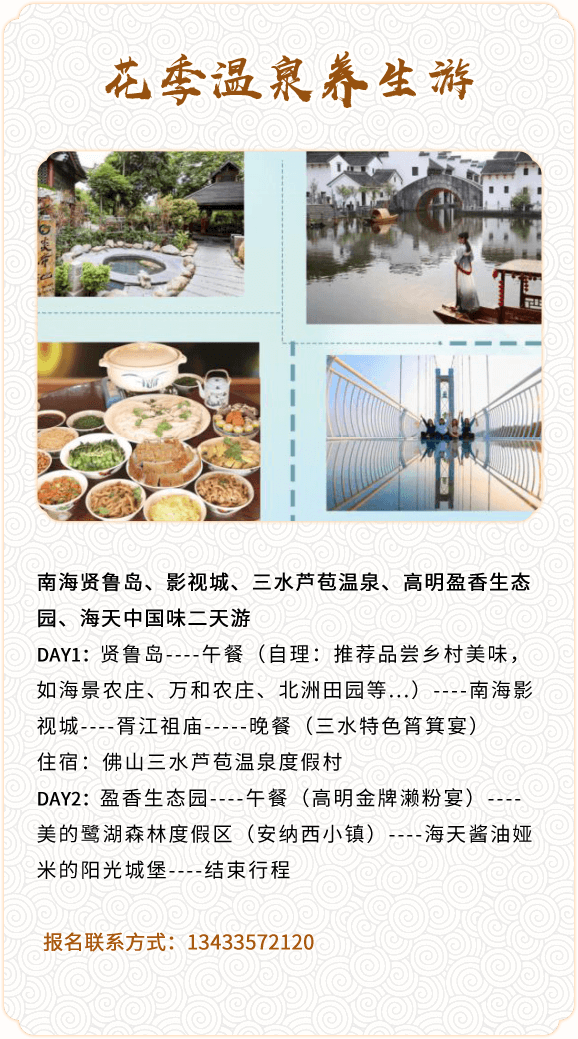 花季温泉养生游
南海贤鲁岛、影视城、三水芦苞温泉、高明盈香生态
园、海天中国味二天游
DAY1：贤鲁岛----午餐（自理：推荐品尝乡村美味，
如海景农庄、万和农庄、北洲田园等...）----南海影
视城----胥江祖庙-----晚餐（三水特色筲箕宴）
住宿：佛山三水芦苞温泉度假村
DAY2：盈香生态园----午餐（高明金牌濑粉宴）----
美的鹭湖森林度假区（安纳西小镇）----海天酱油娅
米的阳光城堡----结束行程
报名联系方式：13433572120